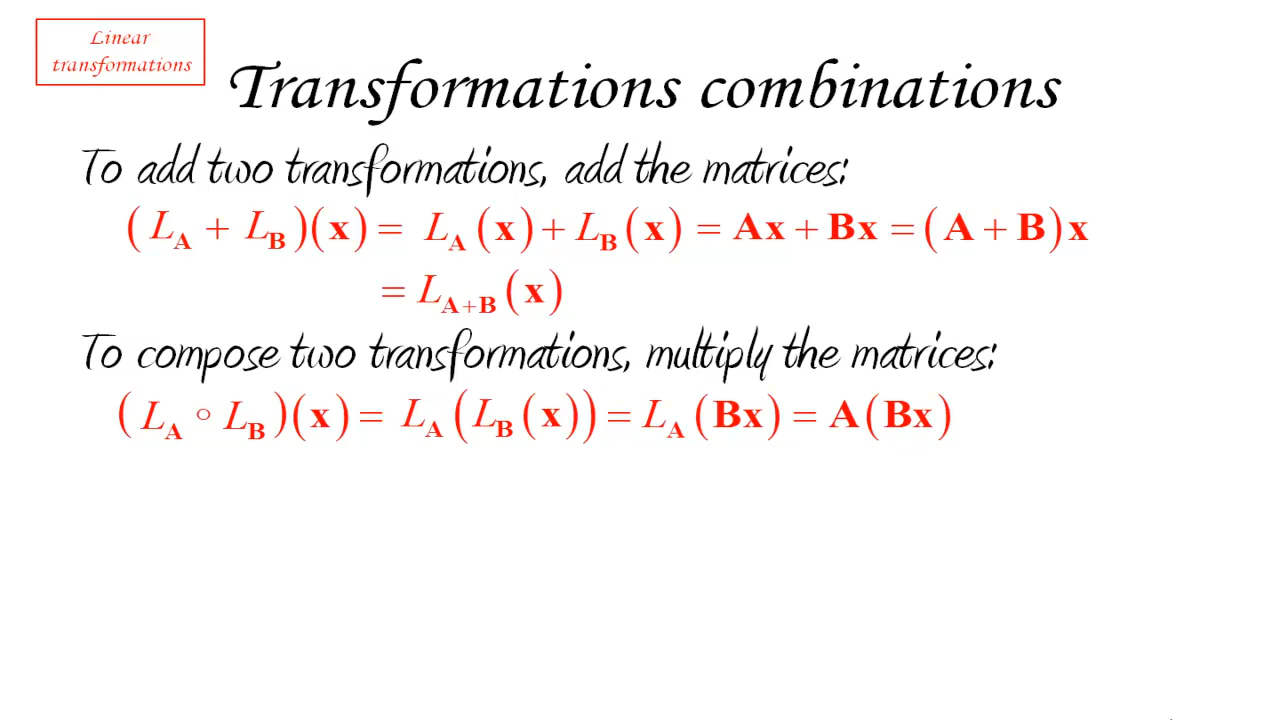 Linear
transformations
Transformations combinations
To add two transformations, add the matrices:
(L_A + L_B)(x) = L_A(x) + L_B(x) = Ax + Bx = (A + B)x
= L_{A+B}(x)
To compose two transformations, multiply the matrices:
(L_A ∘ L_B)(x) = L_A(L_B(x)) = L_A(Bx) = A(Bx)